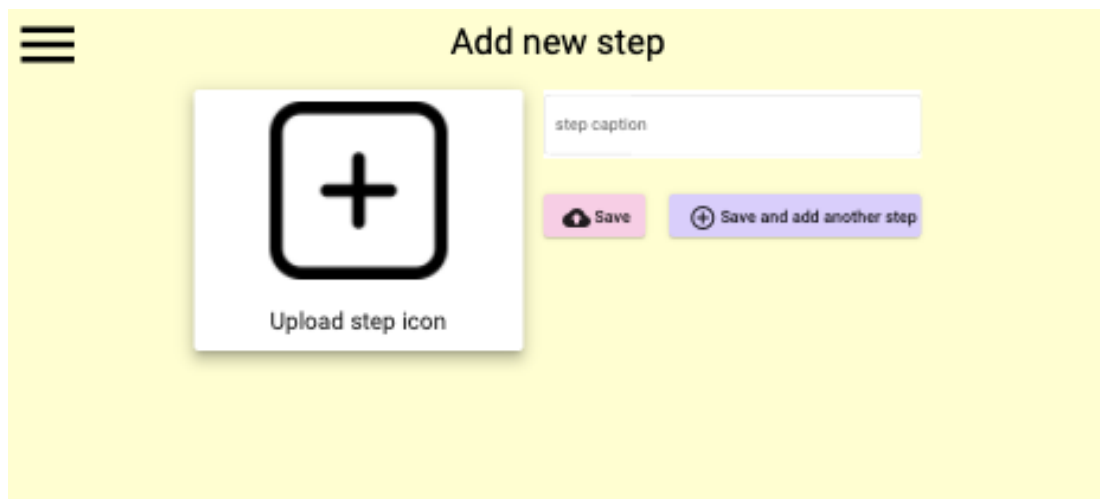 Add new step
step caption
Save
Save and add another step
Upload step icon